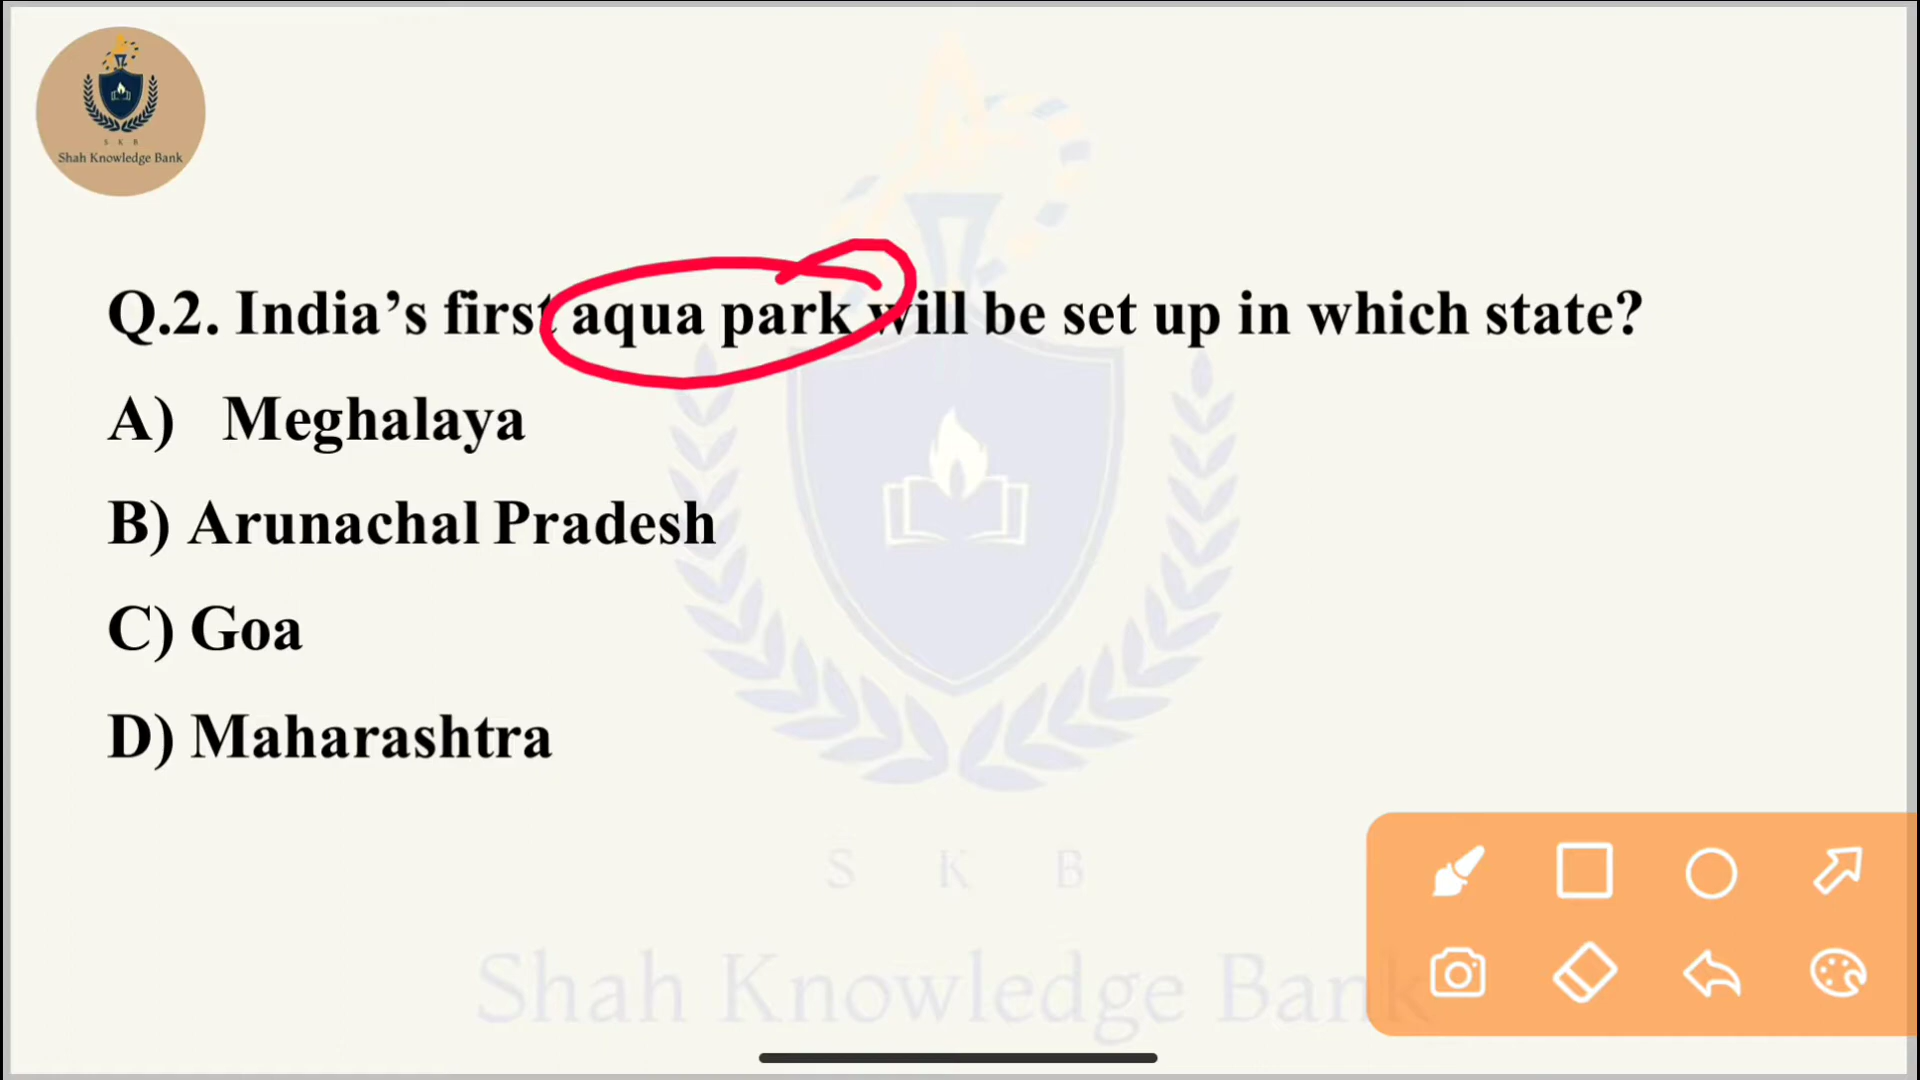 S K B
Shah Knowledge Bank
Q.2. India’s first aqua park will be set up in which state?
A) Meghalaya
B) Arunachal Pradesh
C) Goa
D) Maharashtra
S K B
Shah Knowledge Bank